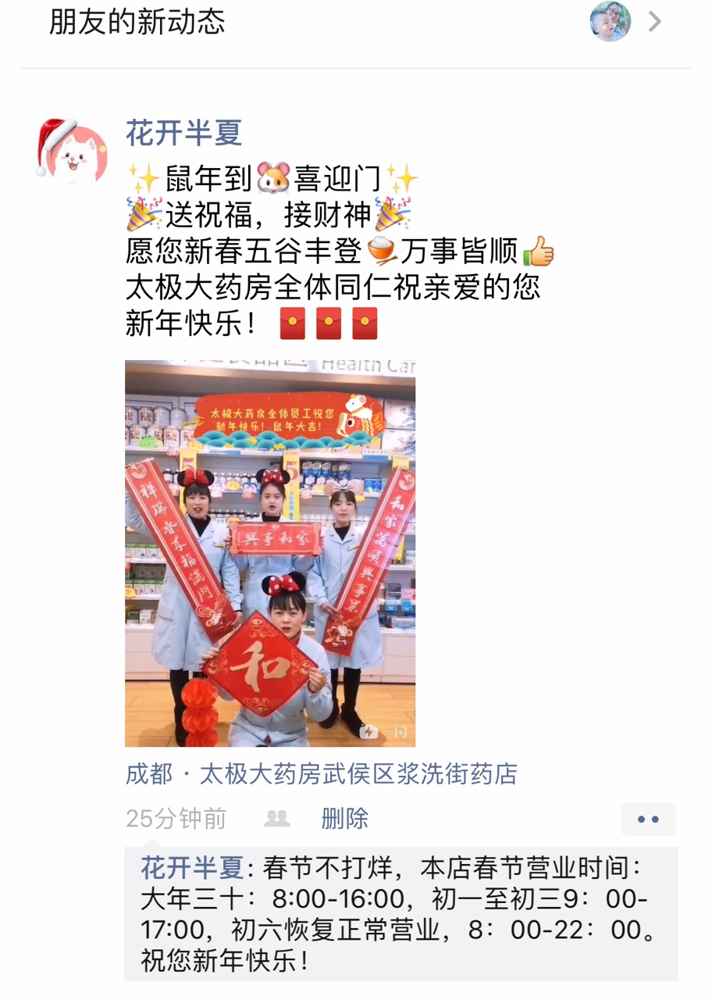 朋友的新动态
花开半夏
✨鼠年到🐹喜迎门✨
🎉送祝福，接财神🎉
愿您新春五谷丰登🍚万事皆顺👍
太极大药房全体同仁祝亲爱的您
新年快乐！🧧🧧🧧
Health Car
太极大药房全体员工祝您
新年快乐！鼠年大吉！
祥瑞春早福满門
興事和家
和家萬順興事
和
一闪
成都 · 太极大药房武侯区浆洗街药店
25分钟前 删除
花开半夏：春节不打烊，本店春节营业时间：
大年三十：8:00-16:00，初一至初三9：00-
17:00，初六恢复正常营业，8：00-22：00。
祝您新年快乐！